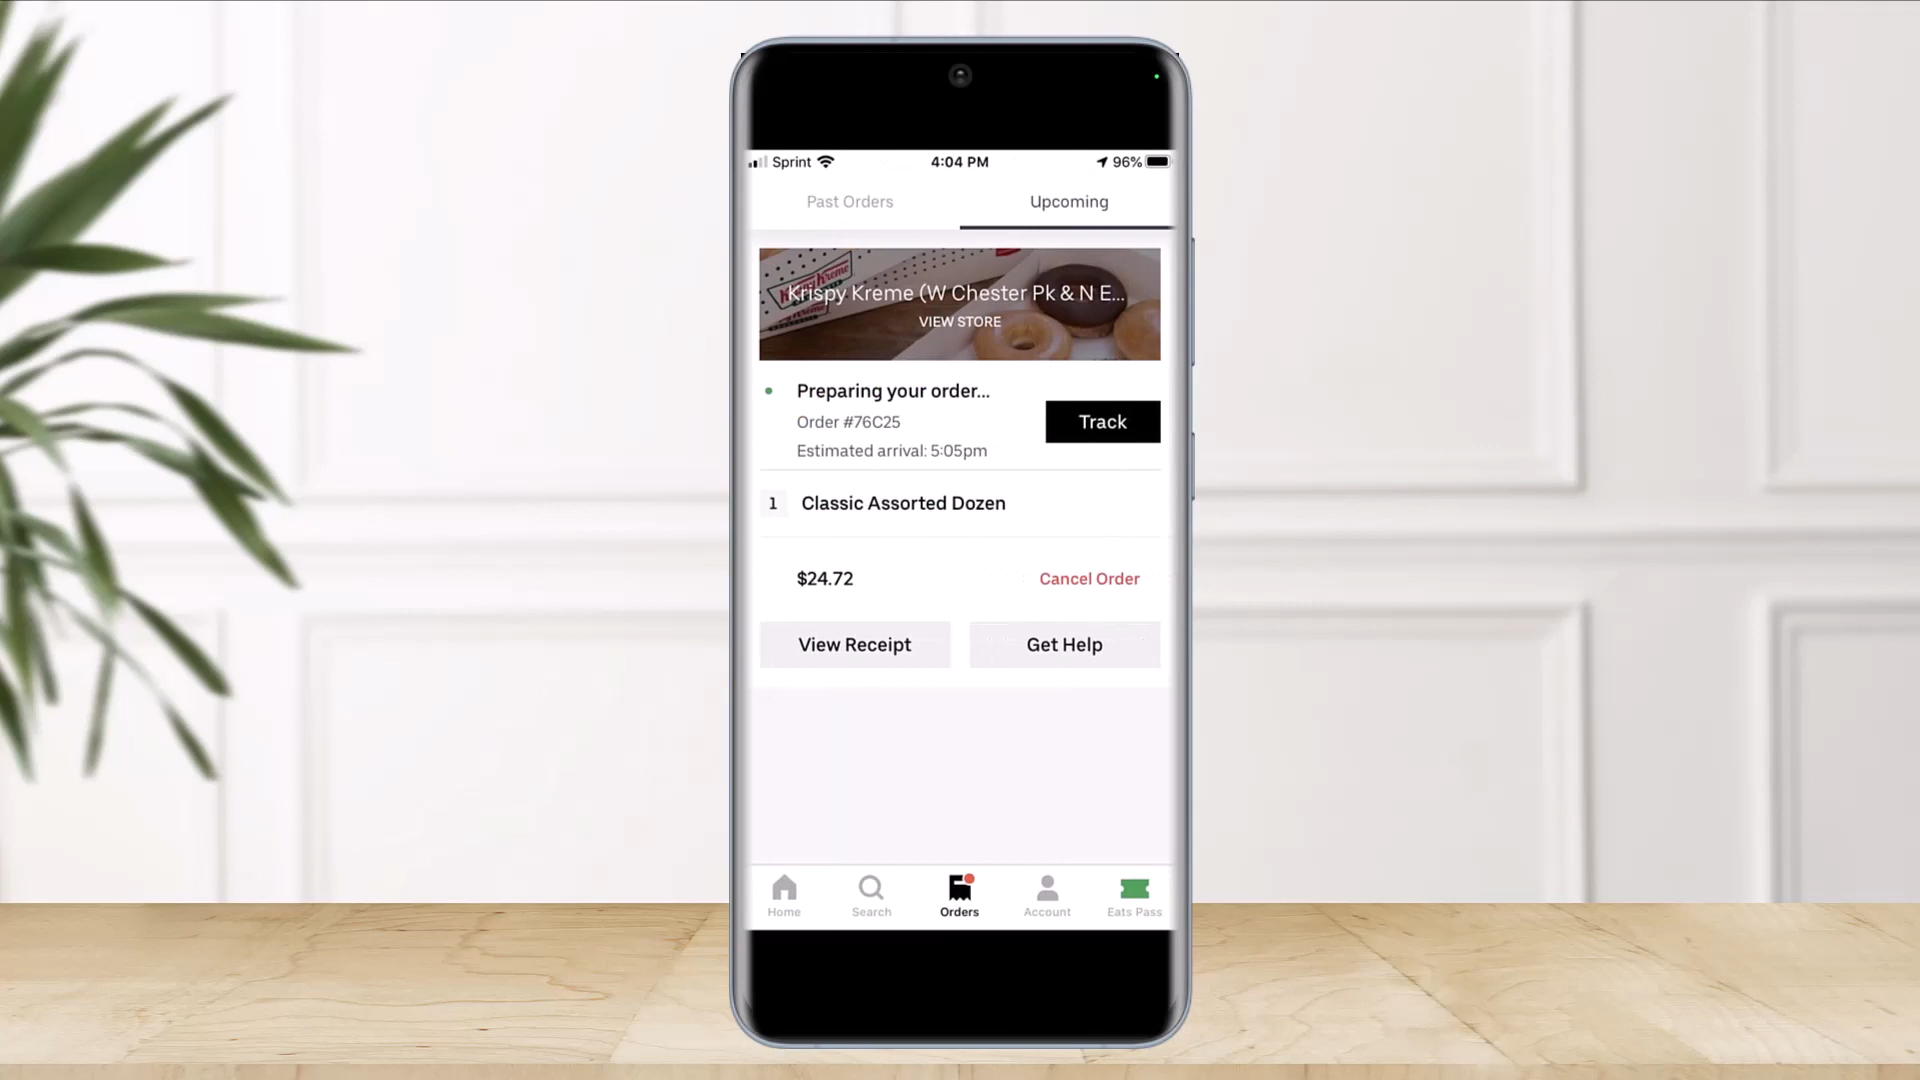 Sprint 4:04 PM 96%
Past Orders Upcoming
Krispy Kreme
Krispy Kreme (W Chester Pk & N E...
VIEW STORE
Preparing your order...
Order #76C25
Track
Estimated arrival: 5:05pm
1 Classic Assorted Dozen
$24.72 Cancel Order
View Receipt Get Help
Home Search Orders Account Eats Pass